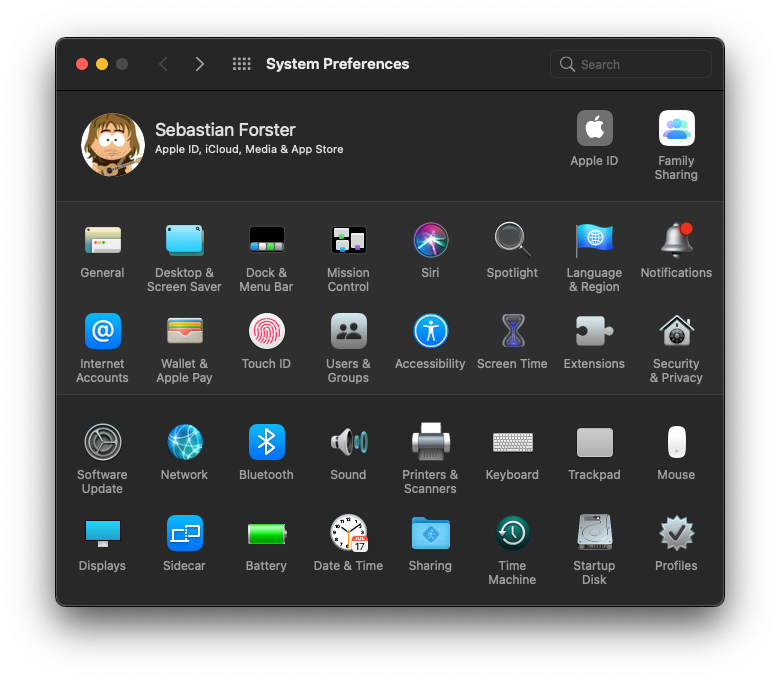 System Preferences
Search
Sebastian Forster
Apple ID, iCloud, Media & App Store
Apple ID
Family
Sharing
General
Desktop &
Screen Saver
Dock &
Menu Bar
Mission
Control
Siri
Spotlight
Language
& Region
Notifications
Internet
Accounts
Wallet &
Apple Pay
Touch ID
Users &
Groups
Accessibility
Screen Time
Extensions
Security
& Privacy
Software
Update
Network
Bluetooth
Sound
Printers &
Scanners
Keyboard
Trackpad
Mouse
Displays
Sidecar
Battery
JUL
17
Date & Time
Sharing
Time
Machine
Startup
Disk
Profiles